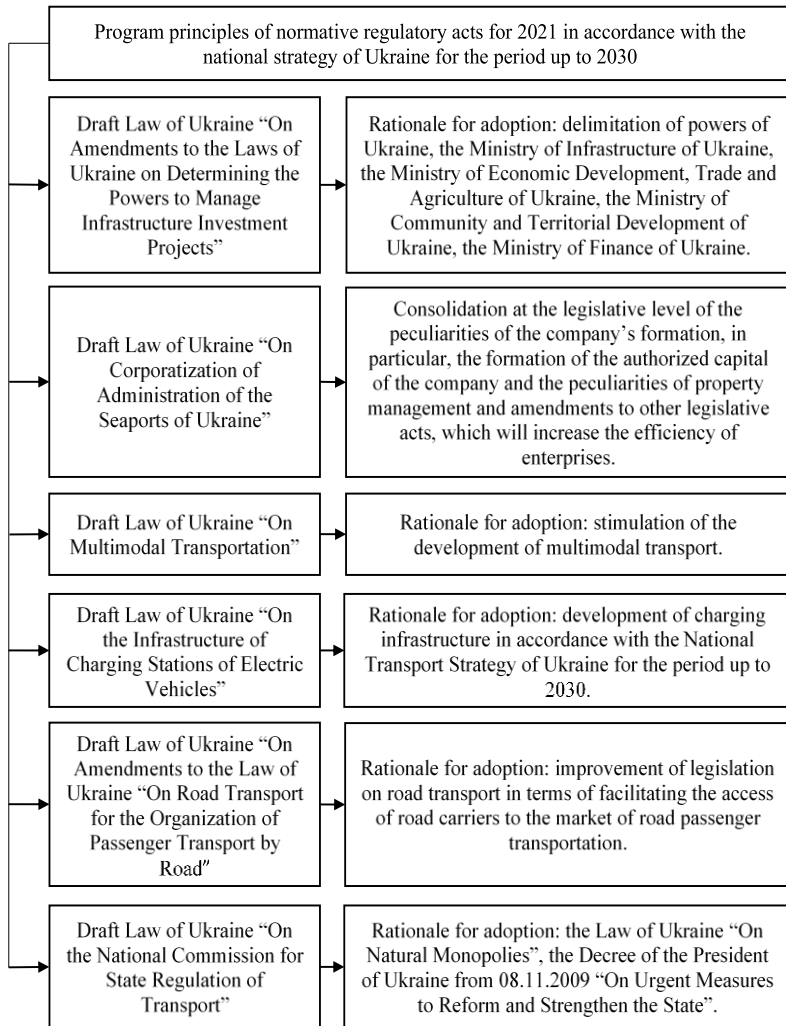 Program principles of normative regulatory acts for 2021 in accordance with the
national strategy of Ukraine for the period up to 2030
Draft Law of Ukraine “On
Amendments to the Laws of
Ukraine on Determining the
Powers to Manage
Infrastructure Investment
Projects”
Rationale for adoption: delimitation of powers of
Ukraine, the Ministry of Infrastructure of Ukraine,
the Ministry of Economic Development, Trade and
Agriculture of Ukraine, the Ministry of
Community and Territorial Development of
Ukraine, the Ministry of Finance of Ukraine.
Draft Law of Ukraine “On
Corporatization of
Administration of the
Seaports of Ukraine”
Consolidation at the legislative level of the
peculiarities of the company’s formation, in
particular, the formation of the authorized capital
of the company and the peculiarities of property
management and amendments to other legislative
acts, which will increase the efficiency of
enterprises.
Draft Law of Ukraine “On
Multimodal Transportation”
Rationale for adoption: stimulation of the
development of multimodal transport.
Draft Law of Ukraine “On
the Infrastructure of
Charging Stations of Electric
Vehicles”
Rationale for adoption: development of charging
infrastructure in accordance with the National
Transport Strategy of Ukraine for the period up to
2030.
Draft Law of Ukraine “On
Amendments to the Law of
Ukraine “On Road Transport
for the Organization of
Passenger Transport by
Road”
Rationale for adoption: improvement of legislation
on road transport in terms of facilitating the access
of road carriers to the market of road passenger
transportation.
Draft Law of Ukraine “On
the National Commission for
State Regulation of
Transport”
Rationale for adoption: the Law of Ukraine “On
Natural Monopolies”, the Decree of the President
of Ukraine from 08.11.2009 “On Urgent Measures
to Reform and Strengthen the State”.